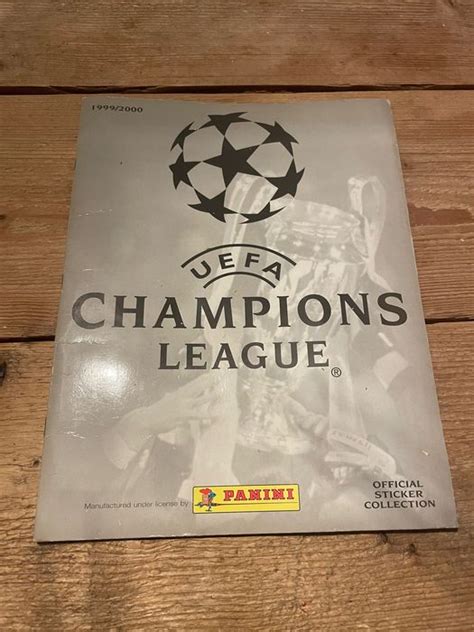 1999/2000
UEFA
CHAMPIONS
LEAGUE®
Manufactured under license by
PANINI
OFFICIAL
STICKER
COLLECTION